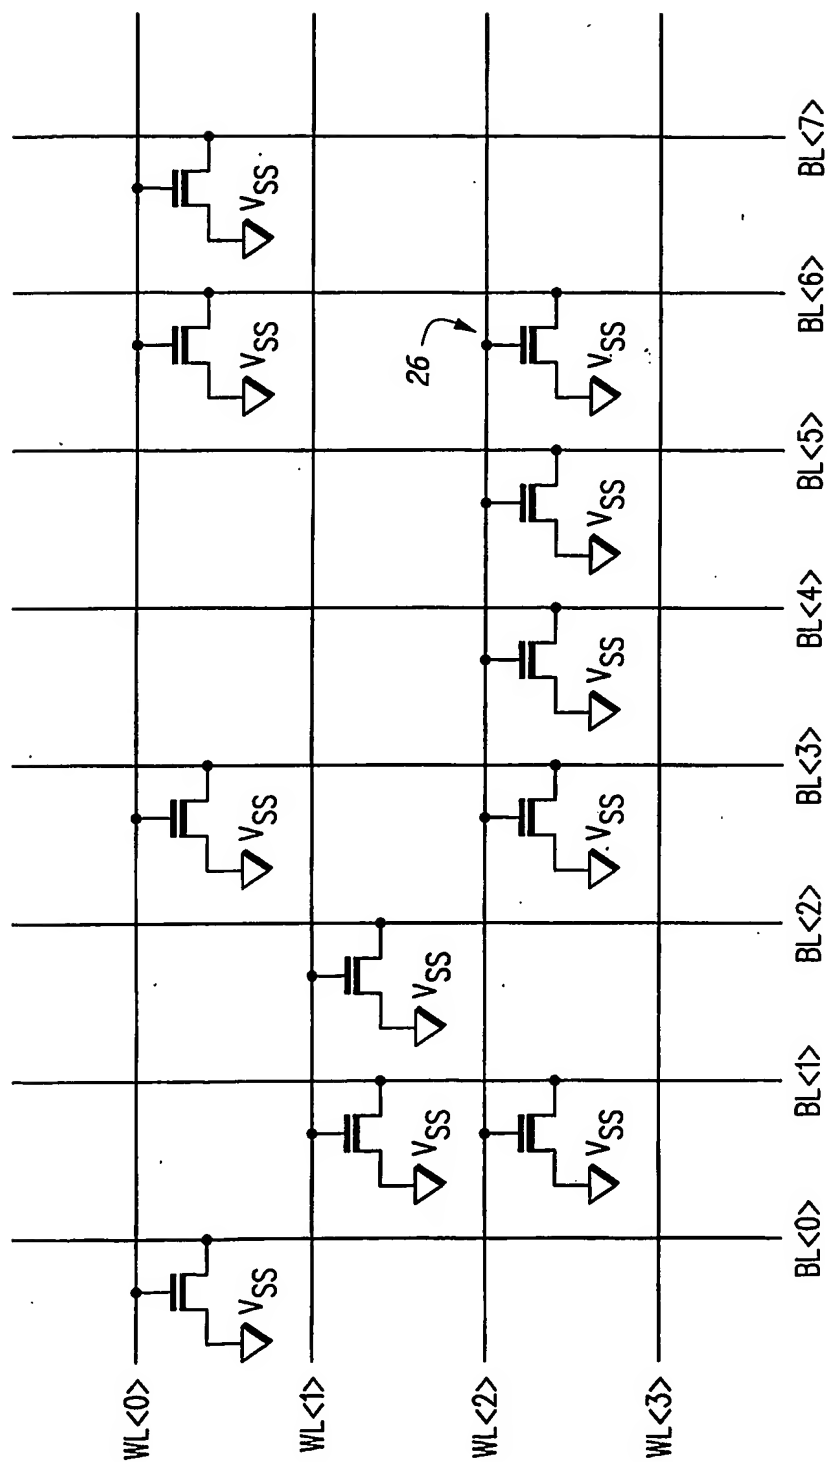 WL<0>
VSS
VSS
VSS
VSS
WL<1>
VSS
VSS
26
WL<2>
VSS
VSS
VSS
VSS
VSS
WL<3>
BL<0>
BL<1>
BL<2>
BL<3>
BL<4>
BL<5>
BL<6>
BL<7>